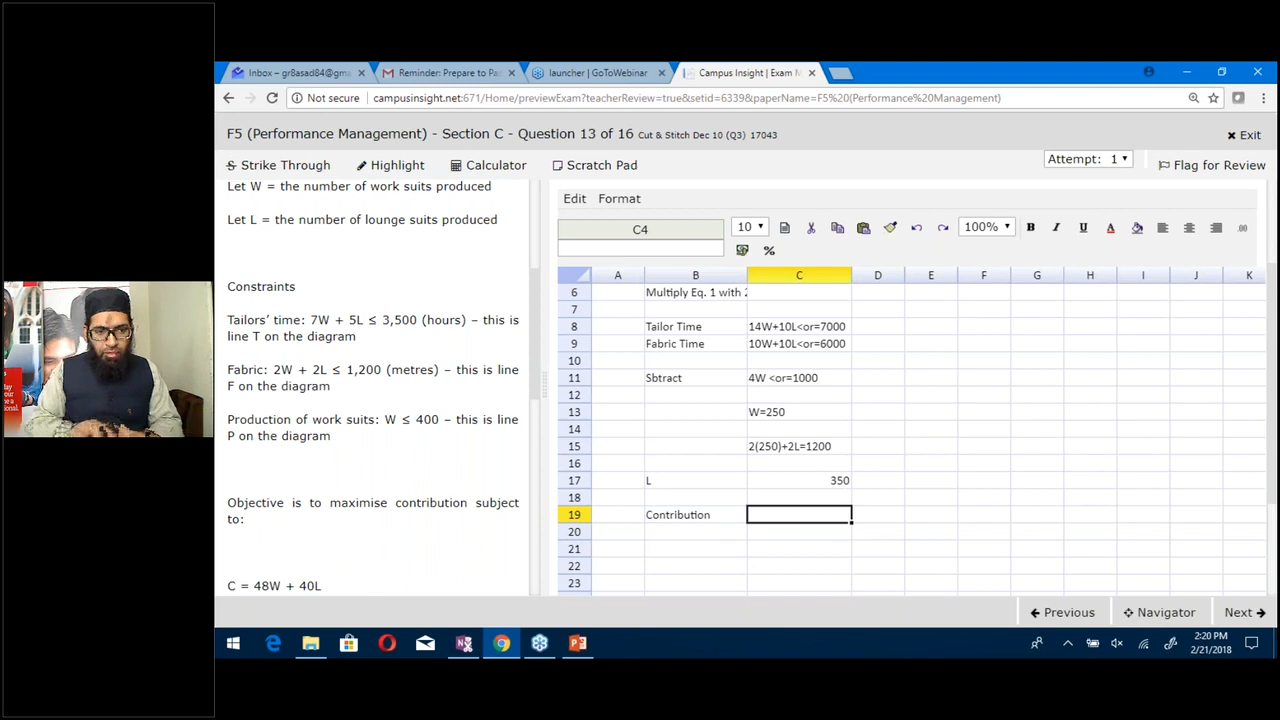 Inbox – gr8asad84@gma
Reminder: Prepare to Pa
launcher | GoToWebinar
Campus Insight | Exam M
Not secure
campusinsight.net:671/Home/previewExam?teacherReview=true&setid=6339&paperName=F5%20(Performance%20Management)
F5 (Performance Management) - Section C - Question 13 of 16 Cut & Stitch Dec 10 (Q3) 17043
Exit
Strike Through
Highlight
Calculator
Scratch Pad
Attempt: 1
Flag for Review
Let W = the number of work suits produced
Let L = the number of lounge suits produced
Constraints
Tailors’ time: 7W + 5L ≤ 3,500 (hours) – this is
line T on the diagram
Fabric: 2W + 2L ≤ 1,200 (metres) – this is line
F on the diagram
Production of work suits: W ≤ 400 – this is line
P on the diagram
Objective is to maximise contribution subject
to:
C = 48W + 40L
Edit Format
C4
10
100%
B I U A
A B C D E F G H I J K
6 Multiply Eq. 1 with 2
7
8 Tailor Time 14W+10L<or=7000
9 Fabric Time 10W+10L<or=6000
10
11 Sbtract 4W <or=1000
12
13 W=250
14
15 2(250)+2L=1200
16
17 L 350
18
19 Contribution
20
21
22
23
Previous
Navigator
Next
2:20 PM
2/21/2018